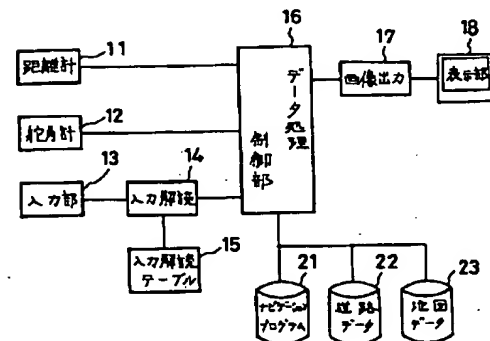 16
11
17
18
距離計
データ処理
制御部
画像出力
表示部
12
舵角計
13
14
入力部
入力解読
15
入力解読
テーブル
21
22
23
ナビゲーション
プログラム
道路
データ
地図
データ